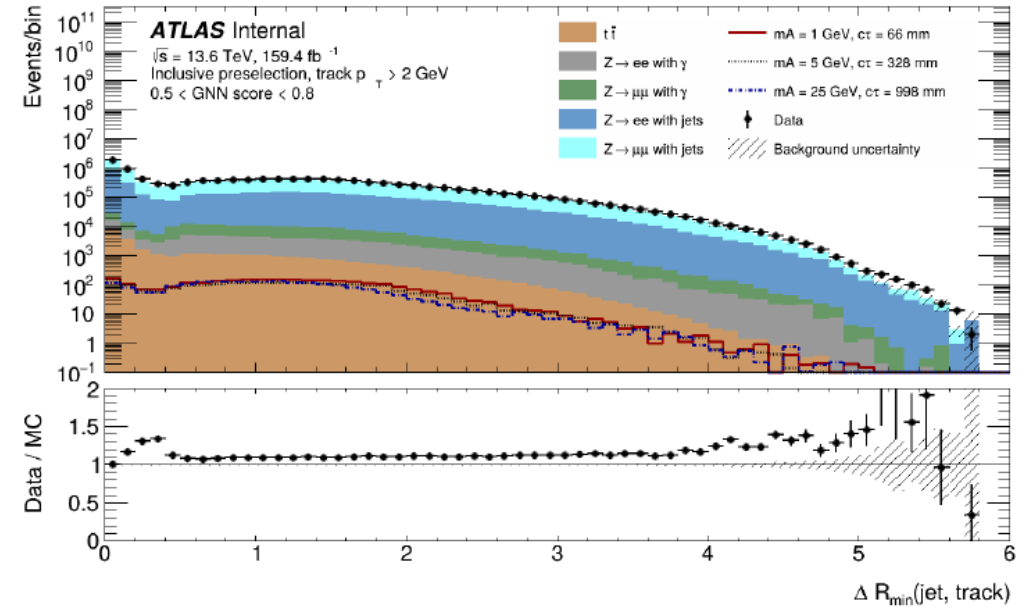 ATLAS Internal
√s = 13.6 TeV, 159.4 fb⁻¹
Inclusive preselection, track p_T > 2 GeV
0.5 < GNN score < 0.8
tt̄
Z→ee with γ
Z→μμ with γ
Z→ee with jets
Z→μμ with jets
mA = 1 GeV, cτ = 66 mm
mA = 5 GeV, cτ = 328 mm
mA = 25 GeV, cτ = 998 mm
Data
Background uncertainty
Events/bin
10¹¹
10¹⁰
10⁹
10⁸
10⁷
10⁶
10⁵
10⁴
10³
10²
10
1
10⁻¹
Data / MC
2
1.5
1
0.5
0
0 1 2 3 4 5 6
Δ R_min(jet, track)